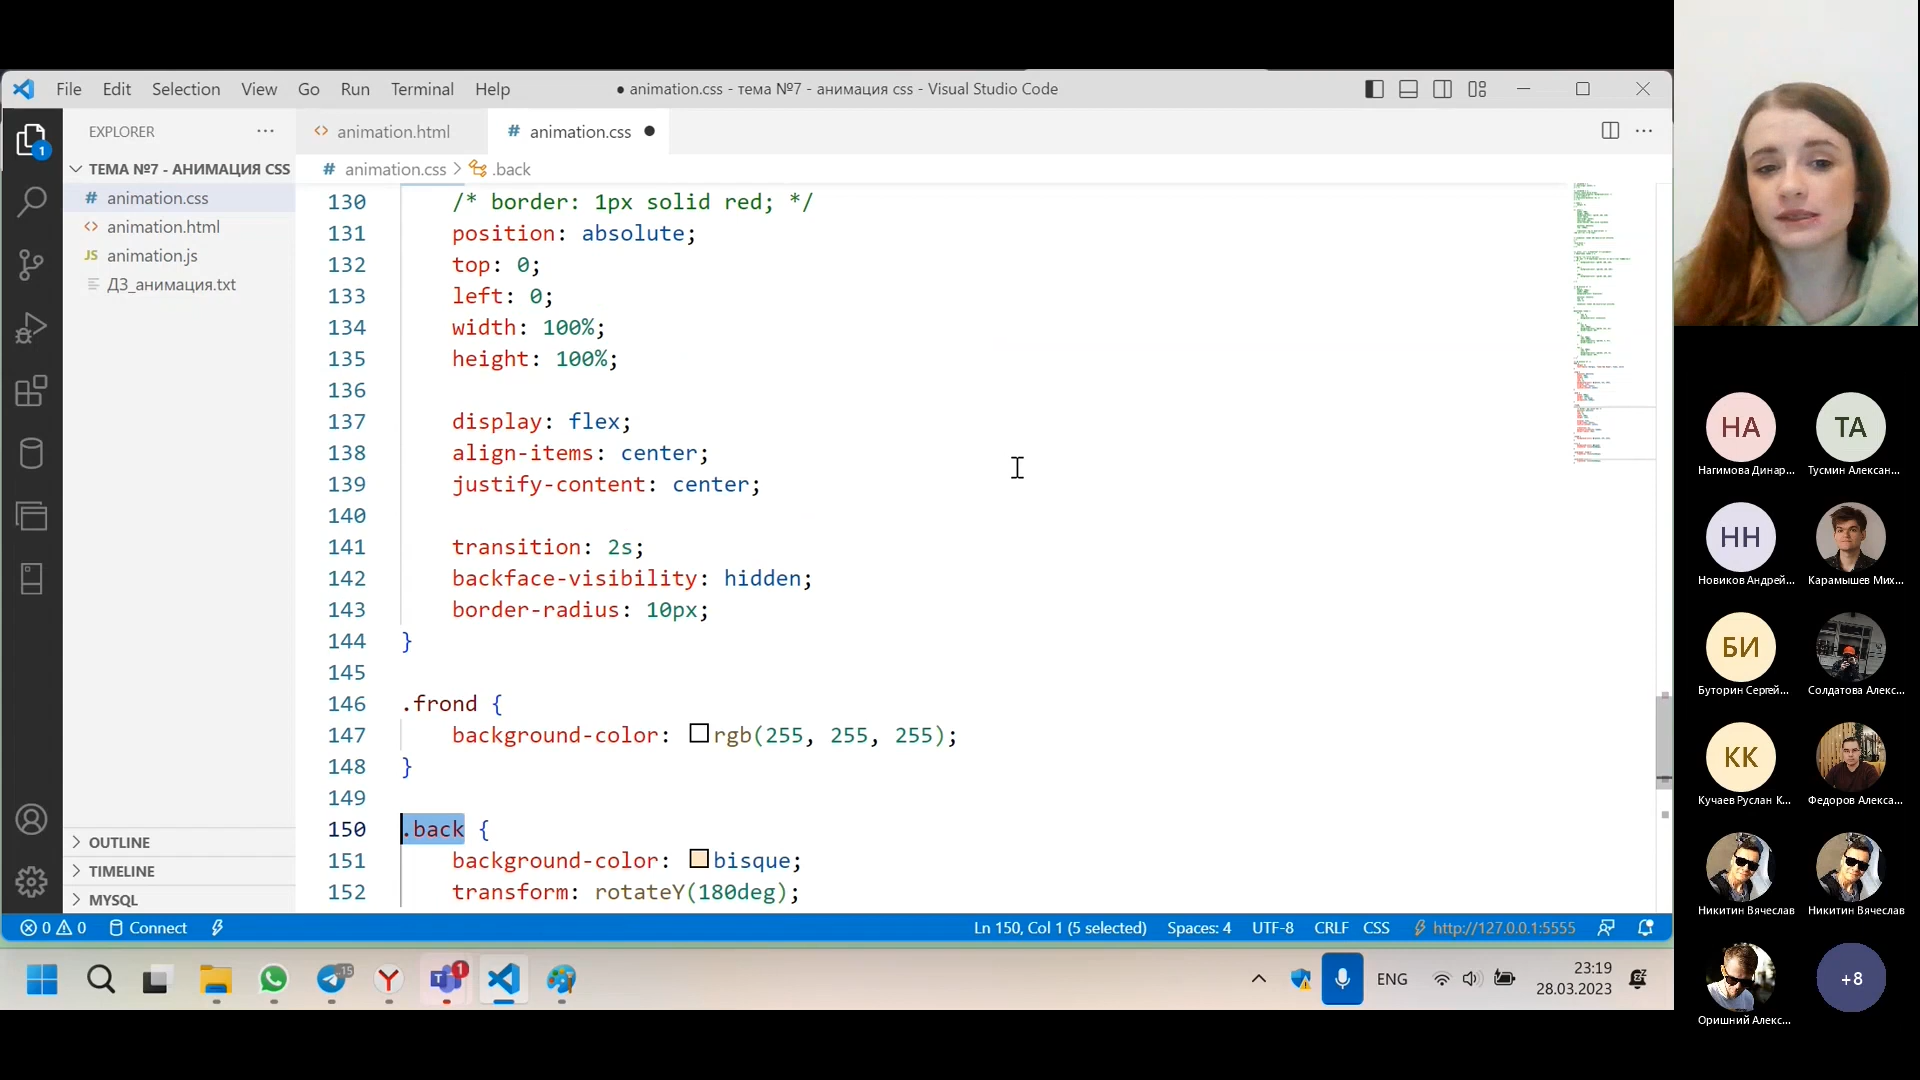 File Edit Selection View Go Run Terminal Help
● animation.css - тема №7 - анимация css - Visual Studio Code
EXPLORER
ТЕМА №7 - АНИМАЦИЯ CSS
# animation.css
<> animation.html
JS animation.js
ДЗ_анимация.txt
OUTLINE
TIMELINE
MYSQL
1
<> animation.html
# animation.css ●
# animation.css > .back
130 /* border: 1px solid red; */
131 position: absolute;
132 top: 0;
133 left: 0;
134 width: 100%;
135 height: 100%;
136
137 display: flex;
138 align-items: center;
139 justify-content: center;
140
141 transition: 2s;
142 backface-visibility: hidden;
143 border-radius: 10px;
144 }
145
146 .frond {
147 background-color: rgb(255, 255, 255);
148 }
149
150 .back {
151 background-color: bisque;
152 transform: rotateY(180deg);
0 0 Connect
Ln 150, Col 1 (5 selected) Spaces: 4 UTF-8 CRLF CSS http://127.0.0.1:5555
15
1
ENG
23:19
28.03.2023
НА ТА
Нагимова Динар... Тусмин Алексан...
НН
Новиков Андрей... Карамышев Мих...
БИ
Буторин Сергей... Солдатова Алекс...
КК
Кучаев Руслан К... Федоров Алекса...
Никитин Вячеслав Никитин Вячеслав
+8
Оришний Алекс...